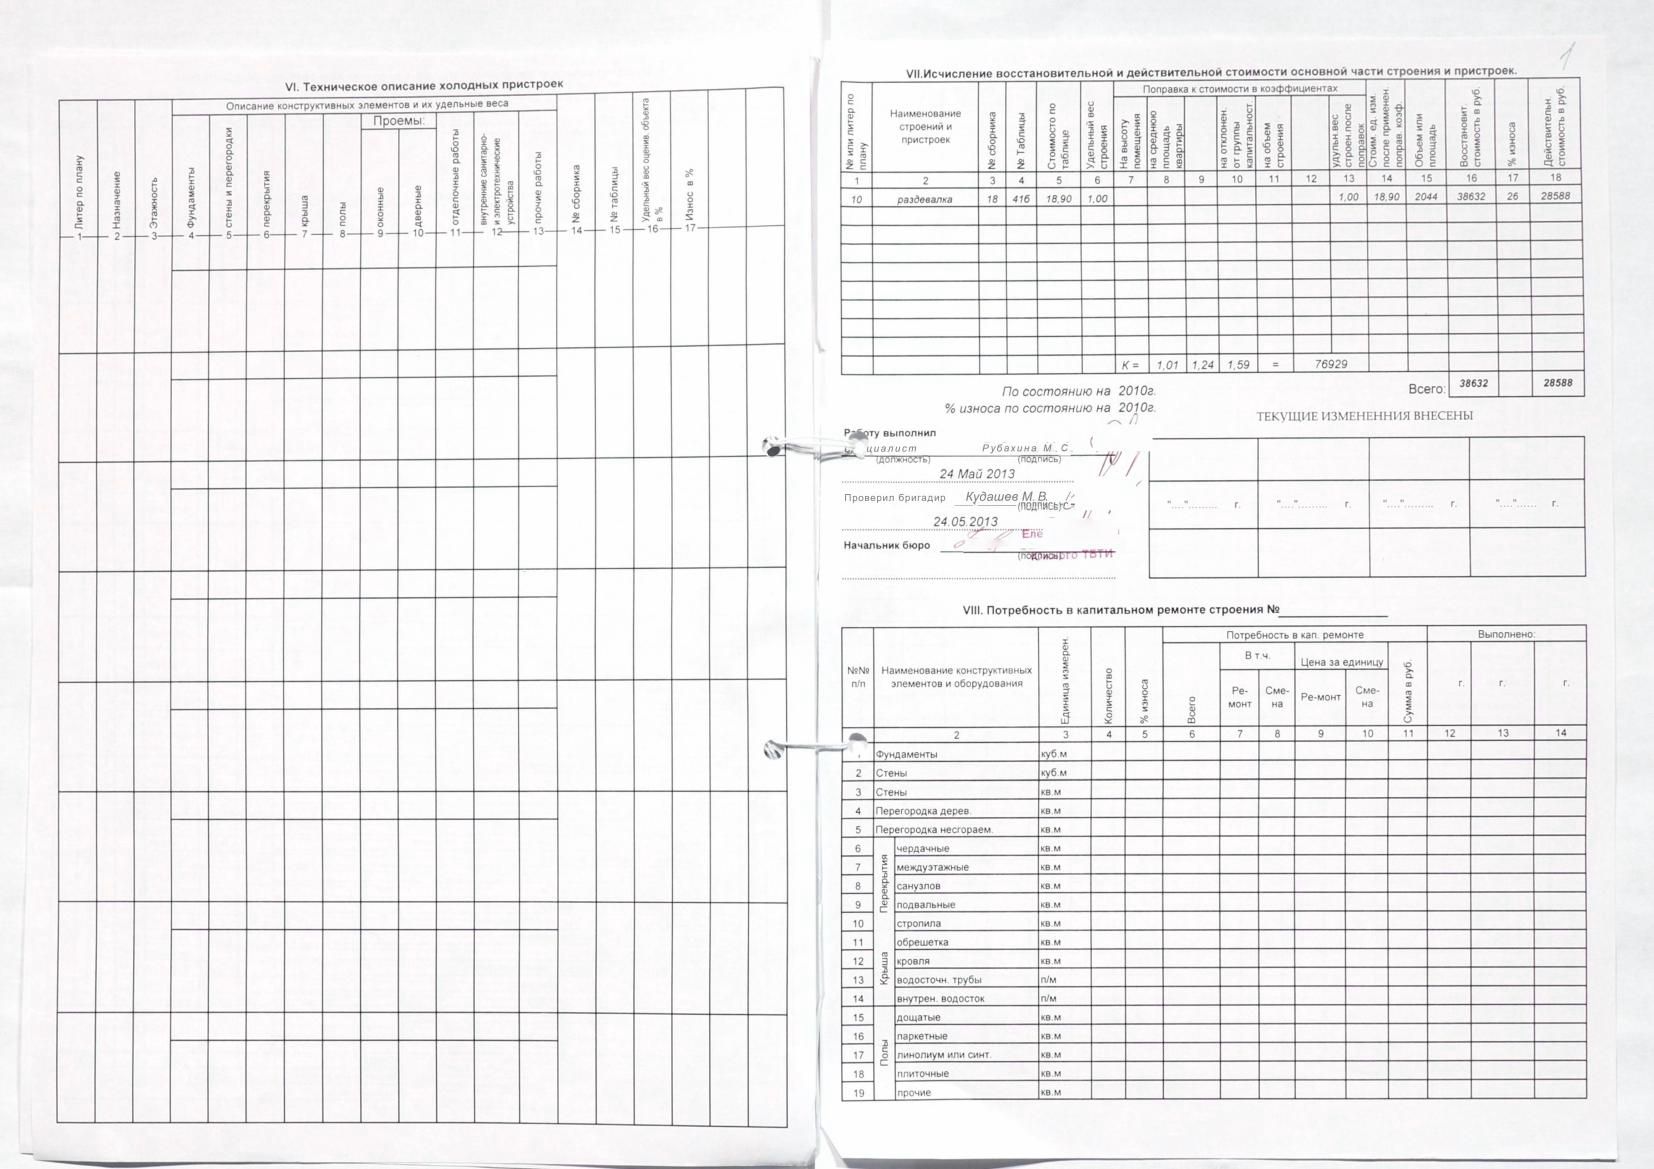 VI. Техническое описание холодных пристроек
Литер по плану
Назначение
Этажность
Описание конструктивных элементов и их удельные веса
Фундаменты
стены и перегородки
перекрытия
крыша
полы
Проемы:
оконные
дверные
отделочные работы
внутренние санитарно-
и электротехнические
устройства
прочие работы
№ сборника
№ таблицы
Удельный вес оценив. объекта
в %
Износ в %
1 2 3 4 5 6 7 8 9 10 11 12 13 14 15 16 17
1
VII.Исчисление восстановительной и действительной стоимости основной части строения и пристроек.
№ или литер по
плану
Наименование
строений и
пристроек
№ сборника
№ Таблицы
Стоимосто по
таблице
Удельный вес
строения
Поправка к стоимости в коэффициентах
На высоту
помещения
на среднюю
площадь
квартиры
на отклонен.
от группы
капитальност.
на объем
строения
удульн.вес
строен.после
поправок
Стоим. ед. изм.
после применен.
поправ. коэф.
Объем или
площадь
Восстановит.
стоимость в руб.
% износа
Действительн.
стоимость в руб.
1 2 3 4 5 6 7 8 9 10 11 12 13 14 15 16 17 18
10 раздевалка 18 41б 18,90 1,00 1,00 18,90 2044 38632 26 28588
К = 1,01 1,24 1,59 = 76929
Всего: 38632 28588
По состоянию на 2010г.
% износа по состоянию на 2010г.
ТЕКУЩИЕ ИЗМЕНЕННИЯ ВНЕСЕНЫ
Работу выполнил
циалист Рубахина М.С.
(должность) (подпись)
24 Май 2013
Проверил бригадир Кудашев М.В.
(подпись)
24.05.2013
Еле
Начальник бюро
(подпись)
ТБТИ
"....".......... г. "....".......... г. "....".......... г. "....".......... г.
VIII. Потребность в капитальном ремонте строения №
№№
п/п
Наименование конструктивных
элементов и оборудования
Единица измерен.
Количество
% износа
Потребность в кап. ремонте
Всего
В т.ч.
Ре-
монт
Сме-
на
Цена за единицу
Ре-монт
Сме-
на
Сумма в руб.
Выполнено:
г. г. г.
2 3 4 5 6 7 8 9 10 11 12 13 14
Фундаменты куб.м
2 Стены куб.м
3 Стены кв.м
4 Перегородка дерев. кв.м
5 Перегородка несгораем. кв.м
Перекрытия
6 чердачные кв.м
7 междуэтажные кв.м
8 санузлов кв.м
9 подвальные кв.м
Крыша
10 стропила кв.м
11 обрешетка кв.м
12 кровля кв.м
13 водосточн. трубы п/м
14 внутрен. водосток п/м
Полы
15 дощатые кв.м
16 паркетные кв.м
17 линолиум или синт. кв.м
18 плиточные кв.м
19 прочие кв.м